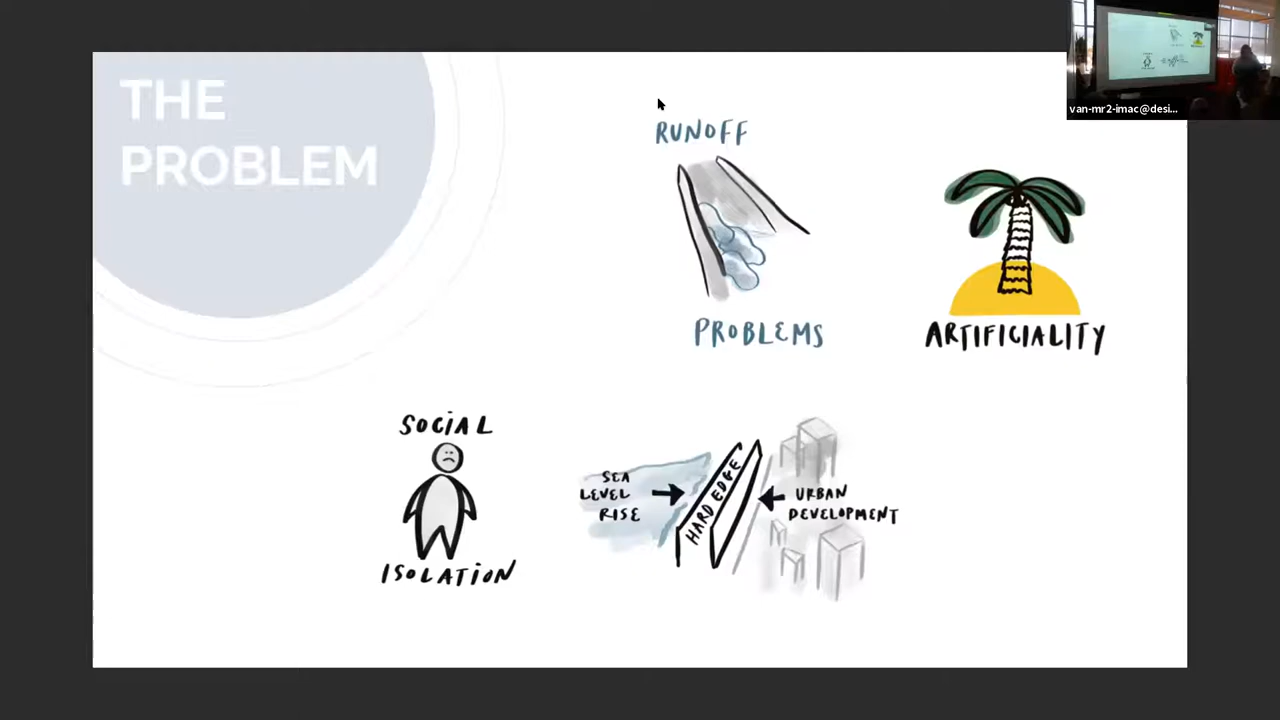 THE
PROBLEM
RUNOFF
PROBLEMS
ARTIFICIALITY
SOCIAL
ISOLATION
SEA
LEVEL
RISE
HARD EDGE
URBAN
DEVELOPMENT
van-mr2-imac@desi...